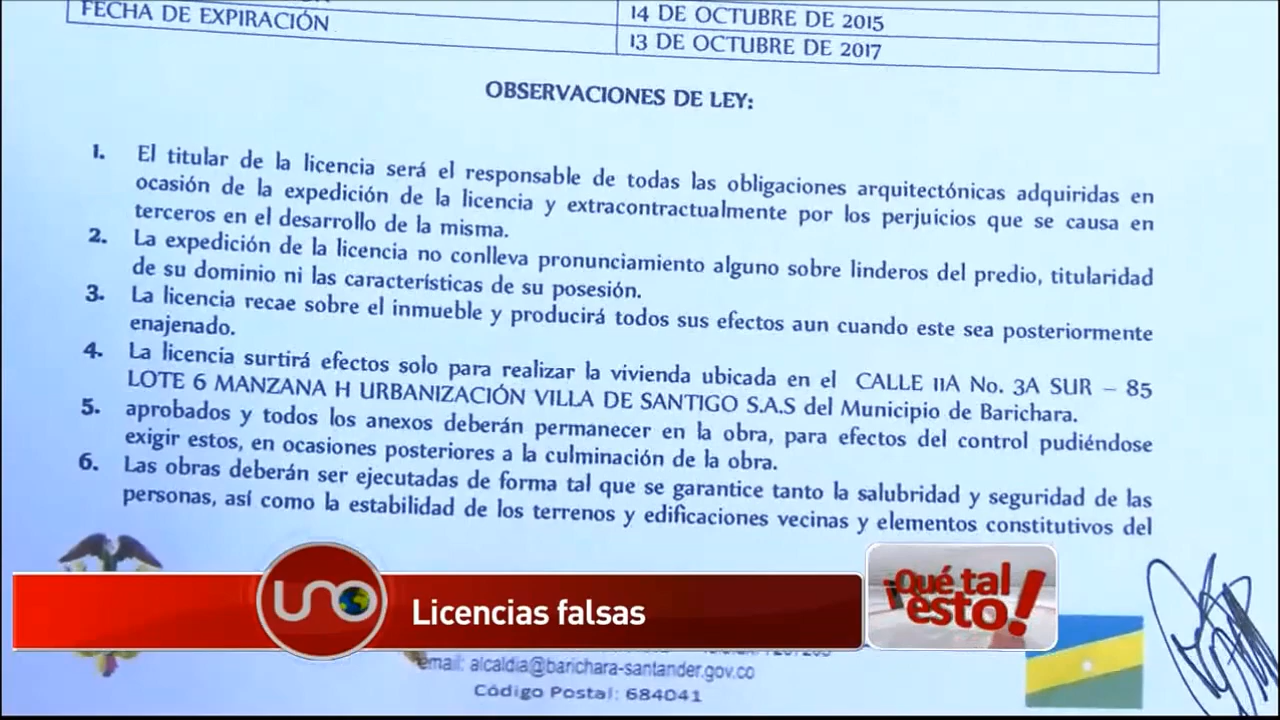 FECHA DE EXPIRACIÓN
14 DE OCTUBRE DE 2015
13 DE OCTUBRE DE 2017
OBSERVACIONES DE LEY:
1. El titular de la licencia será el responsable de todas las obligaciones arquitectónicas adquiridas en
ocasión de la expedición de la licencia y extracontractualmente por los perjuicios que se causa en
terceros en el desarrollo de la misma.
2. La expedición de la licencia no conlleva pronunciamiento alguno sobre linderos del predio, titularidad
de su dominio ni las características de su posesión.
3. La licencia recae sobre el inmueble y producirá todos sus efectos aun cuando este sea posteriormente
enajenado.
4. La licencia surtirá efectos solo para realizar la vivienda ubicada en el CALLE 11A No. 3A SUR – 85
LOTE 6 MANZANA H URBANIZACIÓN VILLA DE SANTIGO S.A.S del Municipio de Barichara.
5. aprobados y todos los anexos deberán permanecer en la obra, para efectos del control pudiéndose
exigir estos, en ocasiones posteriores a la culminación de la obra.
6. Las obras deberán ser ejecutadas de forma tal que se garantice tanto la salubridad y seguridad de las
personas, así como la estabilidad de los terrenos y edificaciones vecinas y elementos constitutivos del
UNO
Licencias falsas
¡Qué tal
esto!
email: alcaldia@barichara-santander.gov.co
Código Postal: 684041